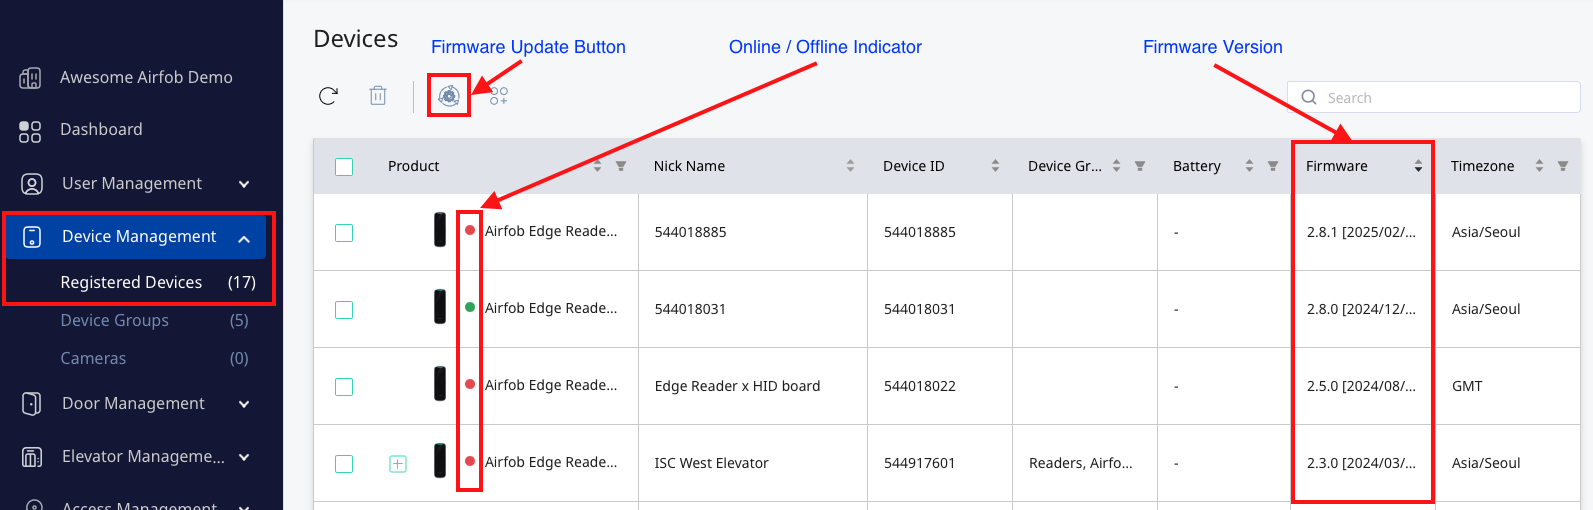 Awesome Airfob Demo
Dashboard
User Management
Device Management
Registered Devices (17)
Device Groups (5)
Cameras (0)
Door Management
Elevator Manageme...
Access Management
Devices
Firmware Update Button
Online / Offline Indicator
Firmware Version
Search
Product Nick Name Device ID Device Gr... Battery Firmware Timezone
Airfob Edge Reade... 544018885 544018885 - 2.8.1 [2025/02/... Asia/Seoul
Airfob Edge Reade... 544018031 544018031 - 2.8.0 [2024/12/... Asia/Seoul
Airfob Edge Reade... Edge Reader x HID board 544018022 - 2.5.0 [2024/08/... GMT
Airfob Edge Reade... ISC West Elevator 544917601 Readers, Airfo... - 2.3.0 [2024/03/... Asia/Seoul